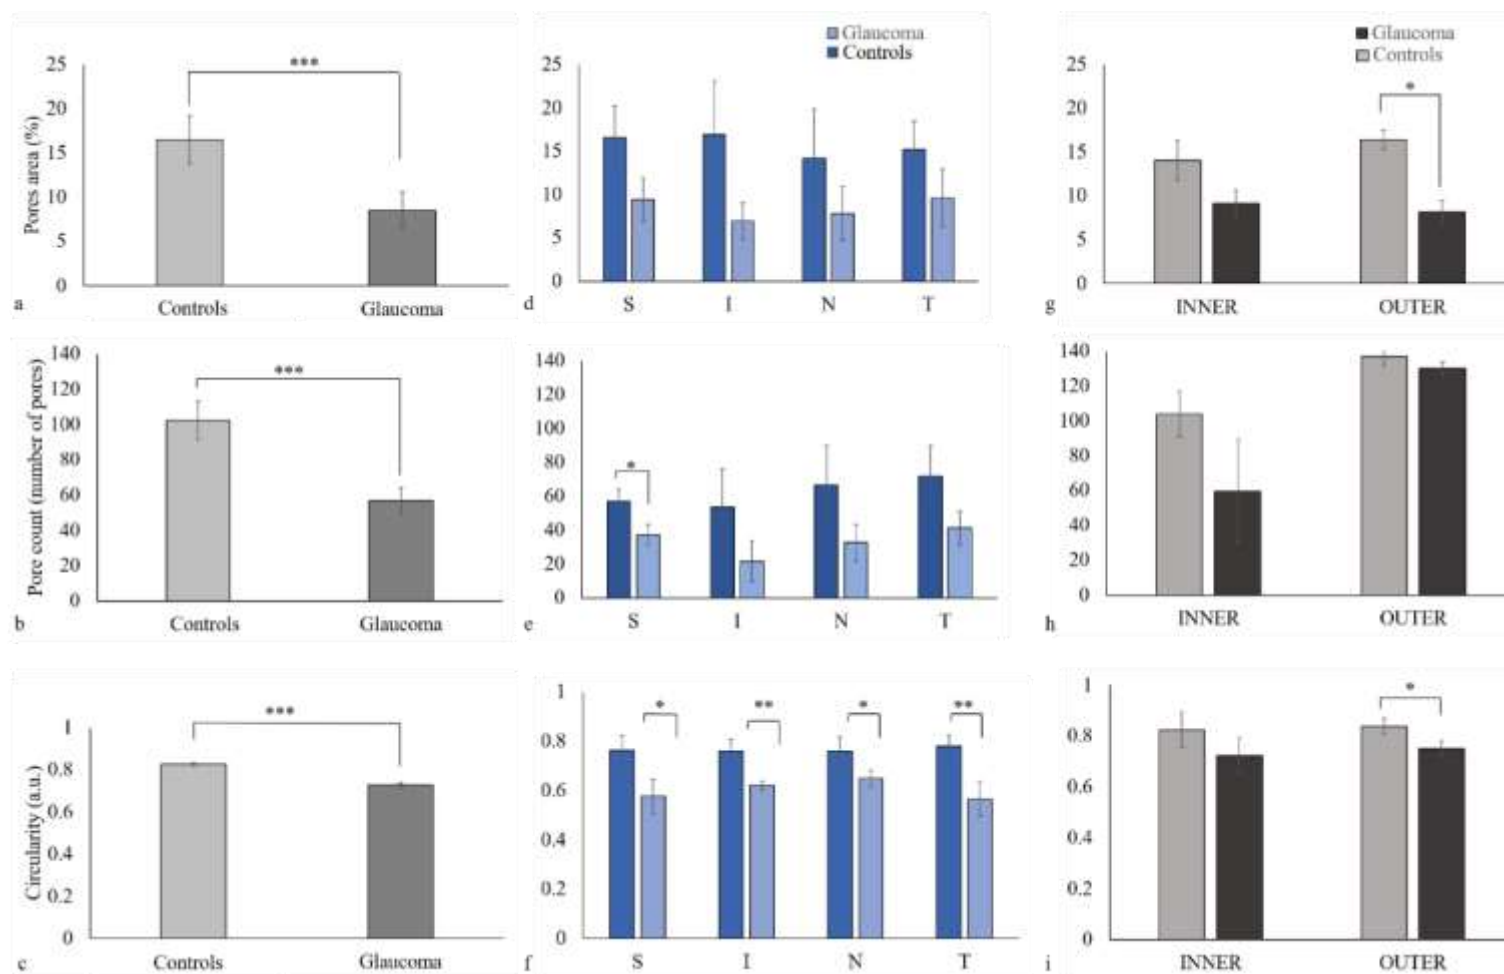 Pores area (%)
25
20
15
10
5
0
***
a
Controls Glaucoma
Glaucoma
Controls
25
20
15
10
5
0
d
S I N T
Glaucoma
Controls
25
20
15
10
5
0
*
g
INNER OUTER
Pore count (number of pores)
140
120
100
80
60
40
20
0
***
b
Controls Glaucoma
140
120
100
80
60
40
20
0
*
e
S I N T
140
120
100
80
60
40
20
0
h
INNER OUTER
Circularity (a.u.)
1
0.8
0.6
0.4
0.2
0
***
c
Controls Glaucoma
1
0.8
0.6
0.4
0.2
0
* ** * **
f
S I N T
1
0.8
0.6
0.4
0.2
0
*
i
INNER OUTER